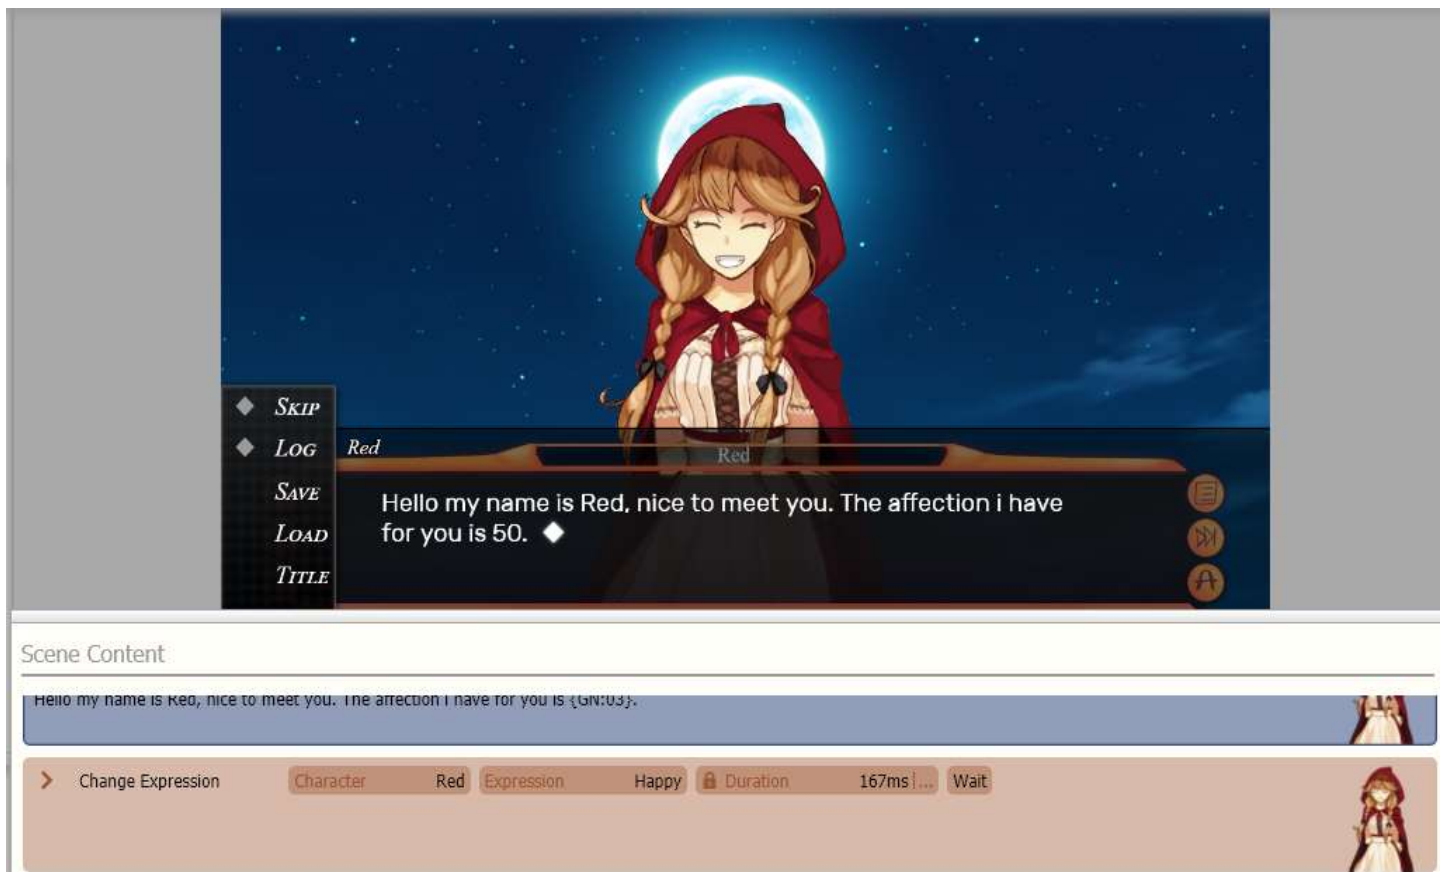 SKIP
LOG
SAVE
LOAD
TITLE
Red
Red
Hello my name is Red, nice to meet you. The affection i have
for you is 50.
Scene Content
Hello my name is Red, nice to meet you. The affection i have for you is {GN:03}.
Change Expression Character Red Expression Happy Duration 167ms ... Wait